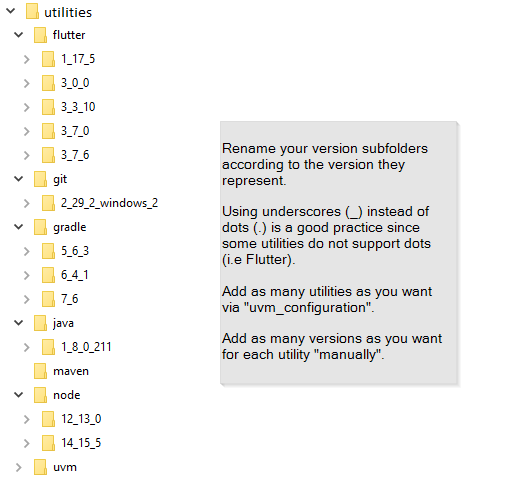 utilities
flutter
1_17_5
3_0_0
3_3_10
3_7_0
3_7_6
git
2_29_2_windows_2
gradle
5_6_3
6_4_1
7_6
java
1_8_0_211
maven
node
12_13_0
14_15_5
uvm
Rename your version subfolders
according to the version they
represent.
Using underscores (_) instead of
dots (.) is a good practice since
some utilities do not support dots
(i.e Flutter).
Add as many utilities as you want
via "uvm_configuration".
Add as many versions as you want
for each utility "manually".